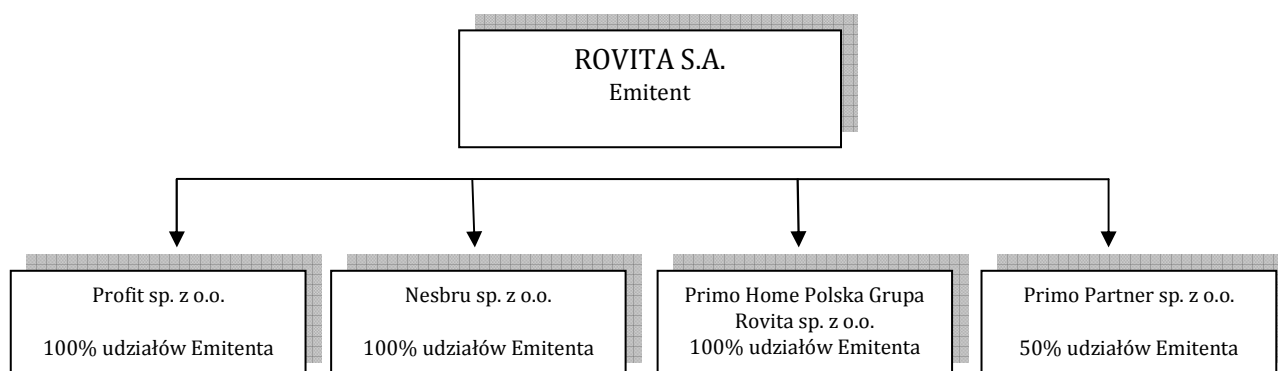 ROVITA S.A.
Emitent
Profit sp. z o.o.
100% udziałów Emitenta
Nesbru sp. z o.o.
100% udziałów Emitenta
Primo Home Polska Grupa
Rovita sp. z o.o.
100% udziałów Emitenta
Primo Partner sp. z o.o.
50% udziałów Emitenta